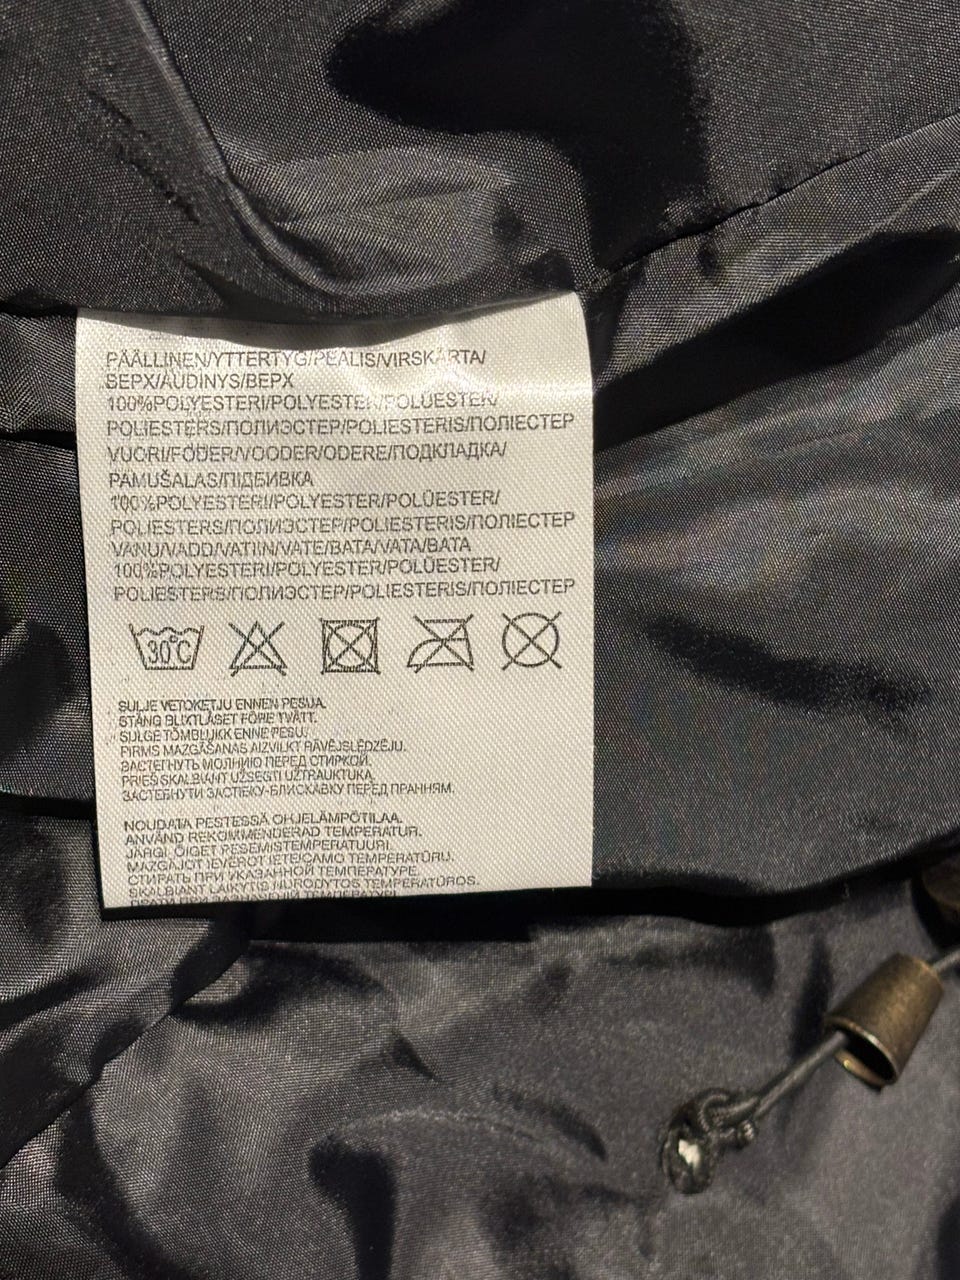 PÄÄLLINEN/YTTERTYG/PEALIS/VIRSKĀRTA/
ВЕРХ/AUDINYS/ВЕРХ
100%POLYESTERI/POLYESTER/POLÜESTER/
POLIESTERS/ПОЛИЭСТЕР/POLIESTERIS/ПОЛІЕСТЕР
VUORI/FODER/VOODER/ODERE/ПОДКЛАДКА/
PAMUŠALAS/ПІДБИВКА
100%POLYESTERI/POLYESTER/POLÜESTER/
POLIESTERS/ПОЛИЭСТЕР/POLIESTERIS/ПОЛІЕСТЕР
VANU/VADD/VATIIN/VATE/ВАТА/VATA/ВАТА
100%POLYESTERI/POLYESTER/POLÜESTER/
POLIESTERS/ПОЛИЭСТЕР/POLIESTERIS/ПОЛІЕСТЕР
30°C
SULJE VETOKETJU ENNEN PESUA.
STÄNG BLIXTLÅSET FÖRE TVÄTT.
SULGE TÕMBLUKK ENNE PESU.
PIRMS MAZGĀŠANAS AIZVILKT RĀVĒJSLĒDZĒJU.
ЗАСТЕГНУТЬ МОЛНИЮ ПЕРЕД СТИРКОЙ.
PRIEŠ SKALBIANT UŽSEGTI UŽTRAUKTUKĄ.
ЗАСТЕБНУТИ ЗАСТІБКУ-БЛИСКАВКУ ПЕРЕД ПРАННЯМ.
NOUDATA PESTESSÄ OHJELÄMPÖTILAA.
ANVÄND REKOMMENDERAD TEMPERATUR.
JÄRGI ÕIGET PESEMISTEMPERATUURI.
MAZGĀJOT IEVĒROT IETEICAMO TEMPERATŪRU.
СТИРАТЬ ПРИ УКАЗАННОЙ ТЕМПЕРАТУРЕ.
SKALBIANT LAIKYTIS NURODYTOS TEMPERATŪROS.
ПРАТИ ПРИ ЗАЗНАЧЕНІЙ ТЕМПЕРАТУРІ.